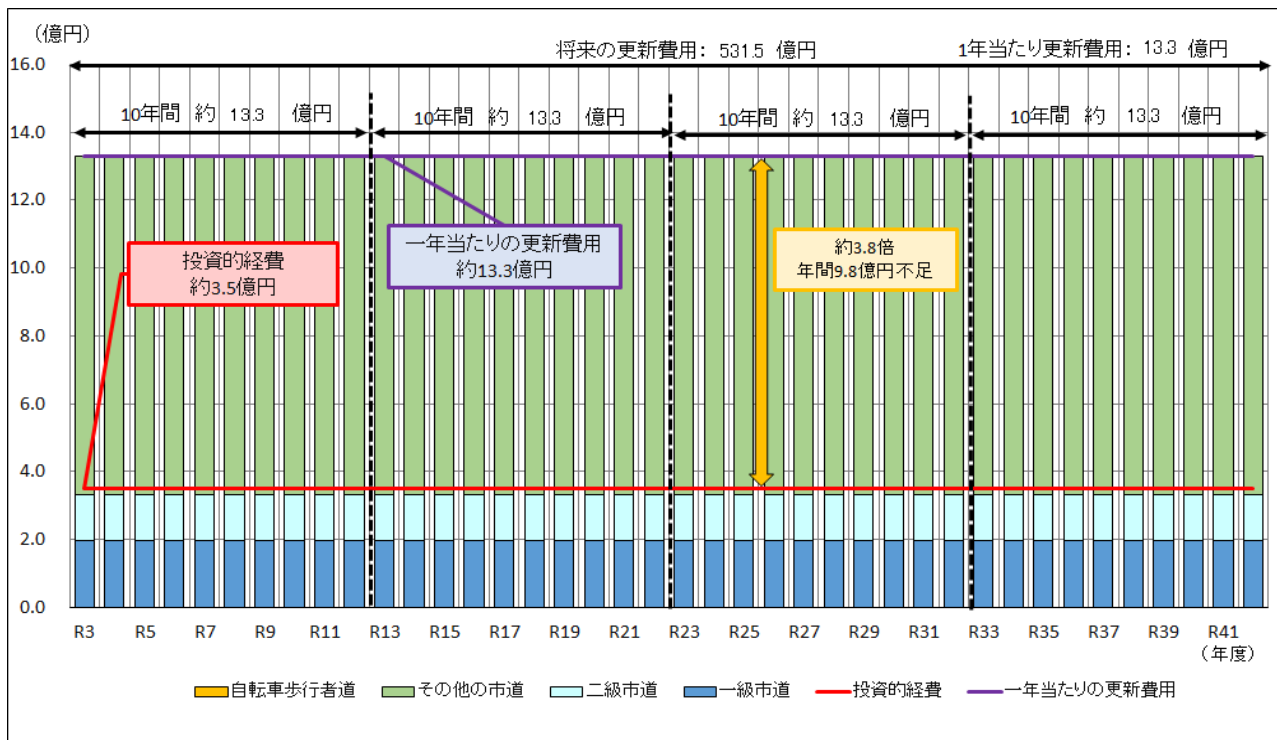 （億円）
将来の更新費用： 531.5 億円
1年当たり更新費用： 13.3 億円
16.0
10年間 約 13.3 億円
10年間 約 13.3 億円
10年間 約 13.3 億円
10年間 約 13.3 億円
14.0
12.0
一年当たりの更新費用
約13.3億円
投資的経費
約3.5億円
約3.8倍
年間9.8億円不足
10.0
8.0
6.0
4.0
2.0
0.0
R3 R5 R7 R9 R11 R13 R15 R17 R19 R21 R23 R25 R27 R29 R31 R33 R35 R37 R39 R41
（年度）
自転車歩行者道 その他の市道 二級市道 一級市道 投資的経費 一年当たりの更新費用